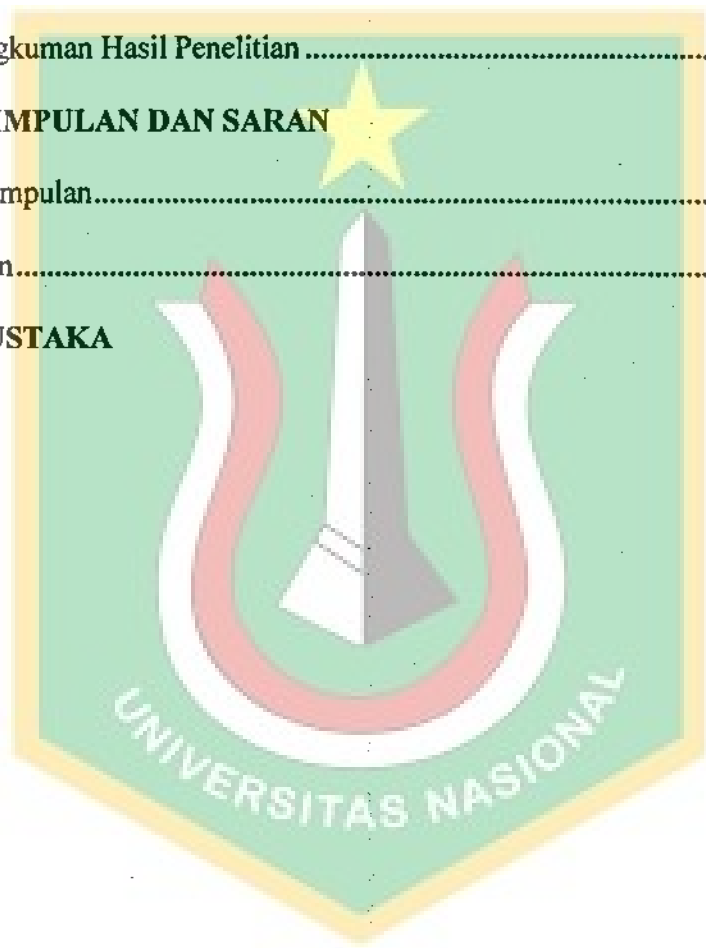 gkuman Hasil Penelitian ........................................................
IMPULAN DAN SARAN
mpulan........................................................................................
n....................................................................................................
USTAKA
UNIVERSITAS NASIONAL